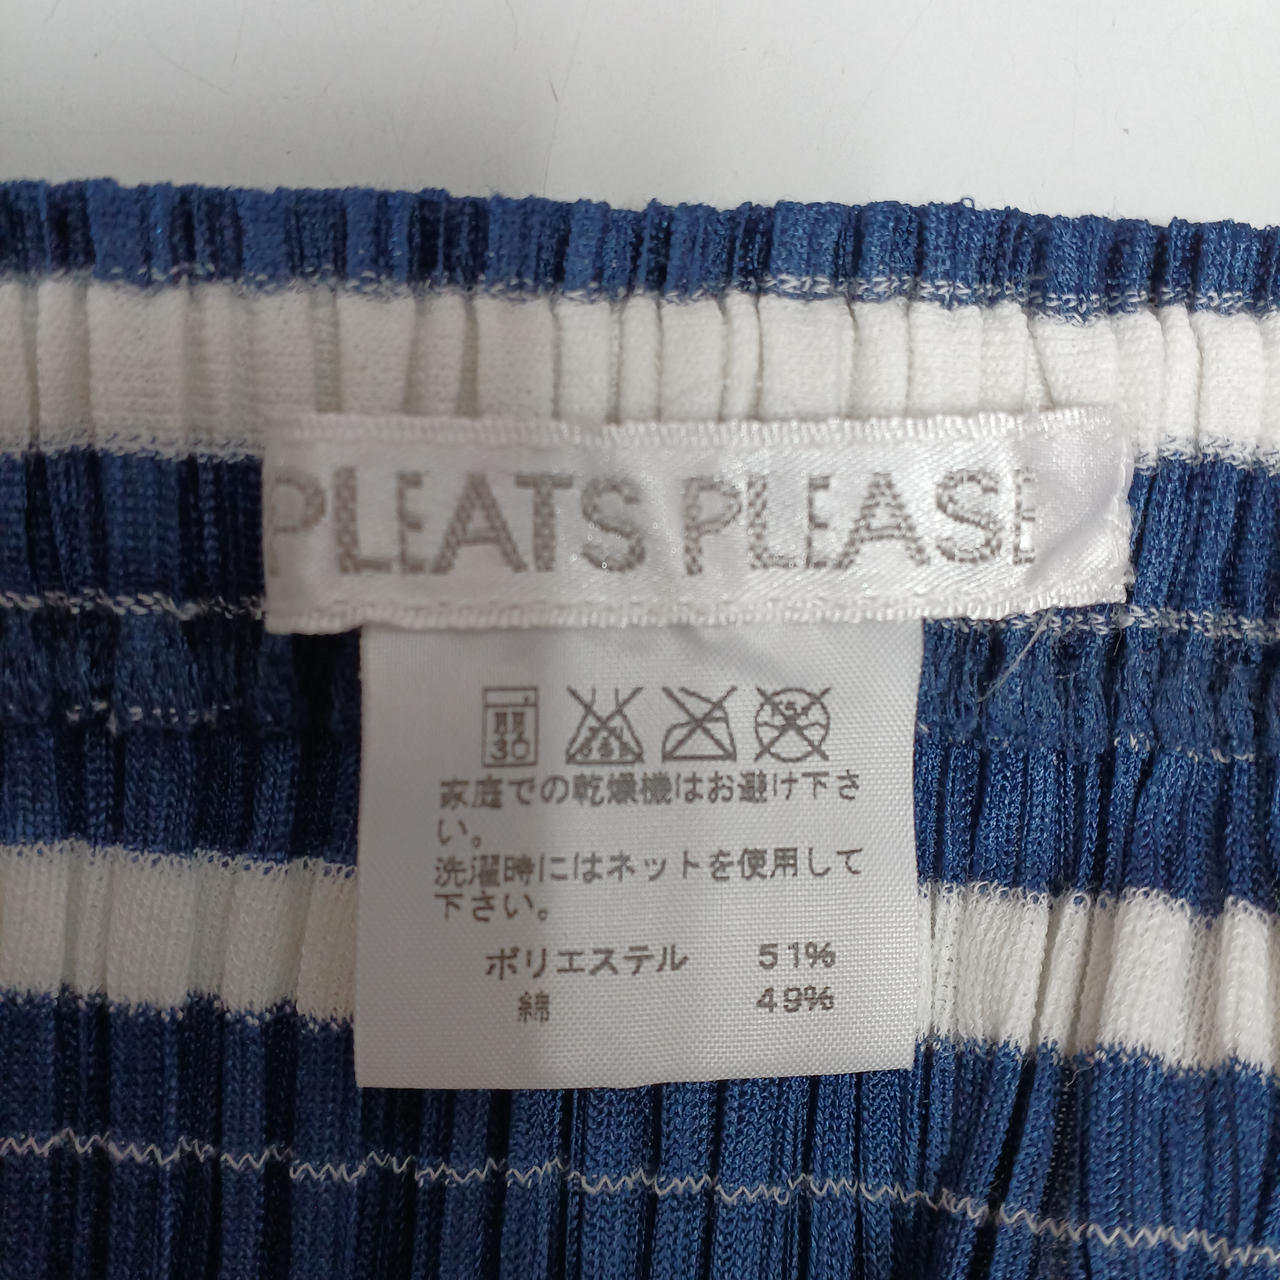 PLEATS PLEASE
弱
30
家庭での乾燥機はお避け下さ
い。
洗濯時にはネットを使用して
下さい。
ポリエステル 51%
綿 49%